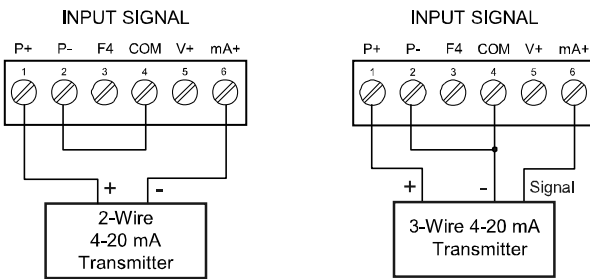 INPUT SIGNAL
P+ P- F4 COM V+ mA+
1 2 3 4 5 6
+ -
2-Wire
4-20 mA
Transmitter
INPUT SIGNAL
P+ P- F4 COM V+ mA+
1 2 3 4 5 6
+ - Signal
3-Wire 4-20 mA
Transmitter